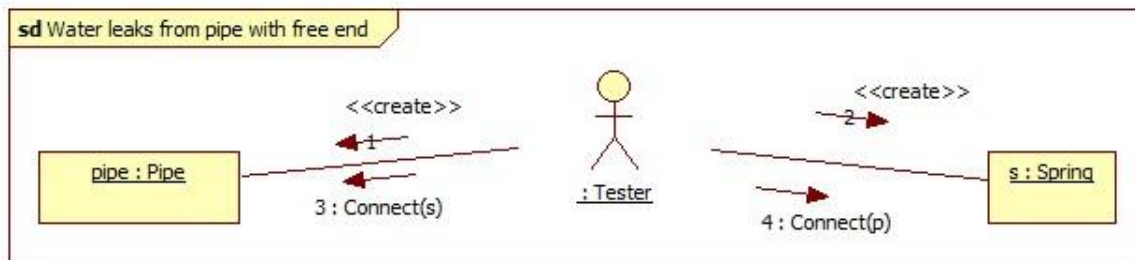 sd Water leaks from pipe with free end
<<create>>
<<create>>
1
2
pipe : Pipe
s : Spring
: Tester
3 : Connect(s)
4 : Connect(p)